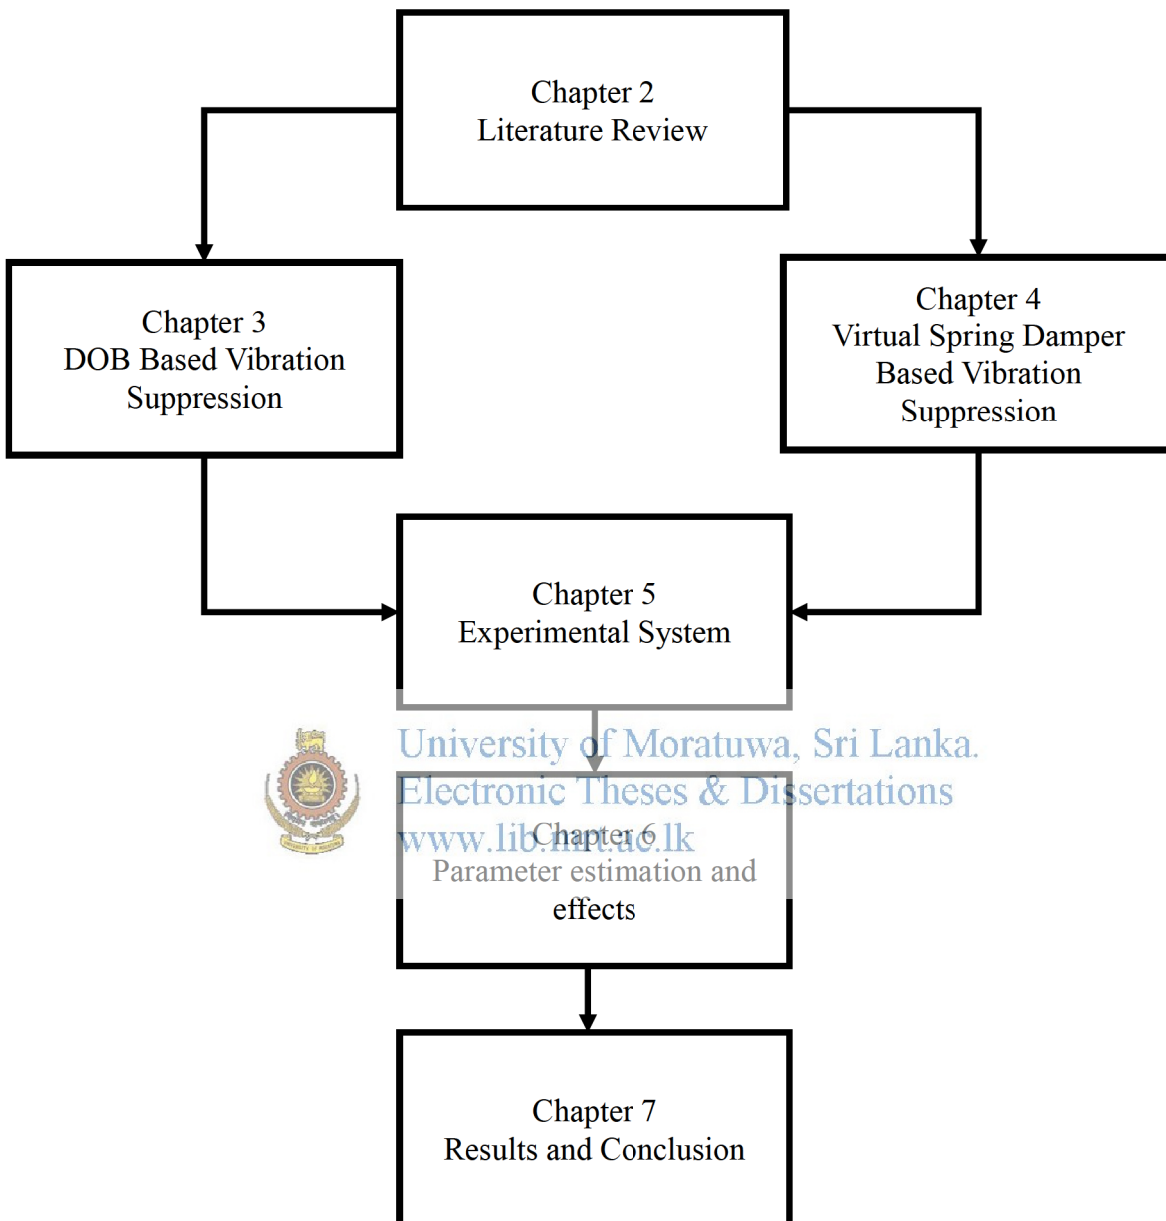 Chapter 2
Literature Review
Chapter 3
DOB Based Vibration
Suppression
Chapter 4
Virtual Spring Damper
Based Vibration
Suppression
Chapter 5
Experimental System
University of Moratuwa, Sri Lanka.
Electronic Theses & Dissertations
www.lib.mrt.ac.lk
Chapter 6
Parameter estimation and
effects
Chapter 7
Results and Conclusion